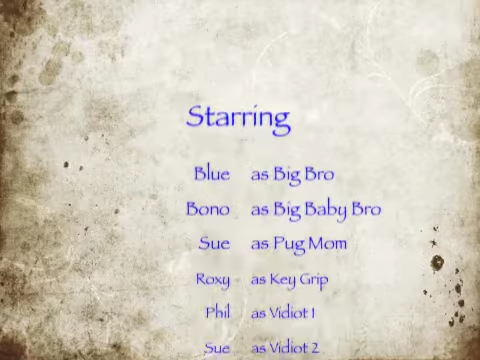 Starring
Blue as Big Bro
Bono as Big Baby Bro
Sue as Pug Mom
Roxy as Key Grip
Phil as Vidiot 1
Sue as Vidiot 2